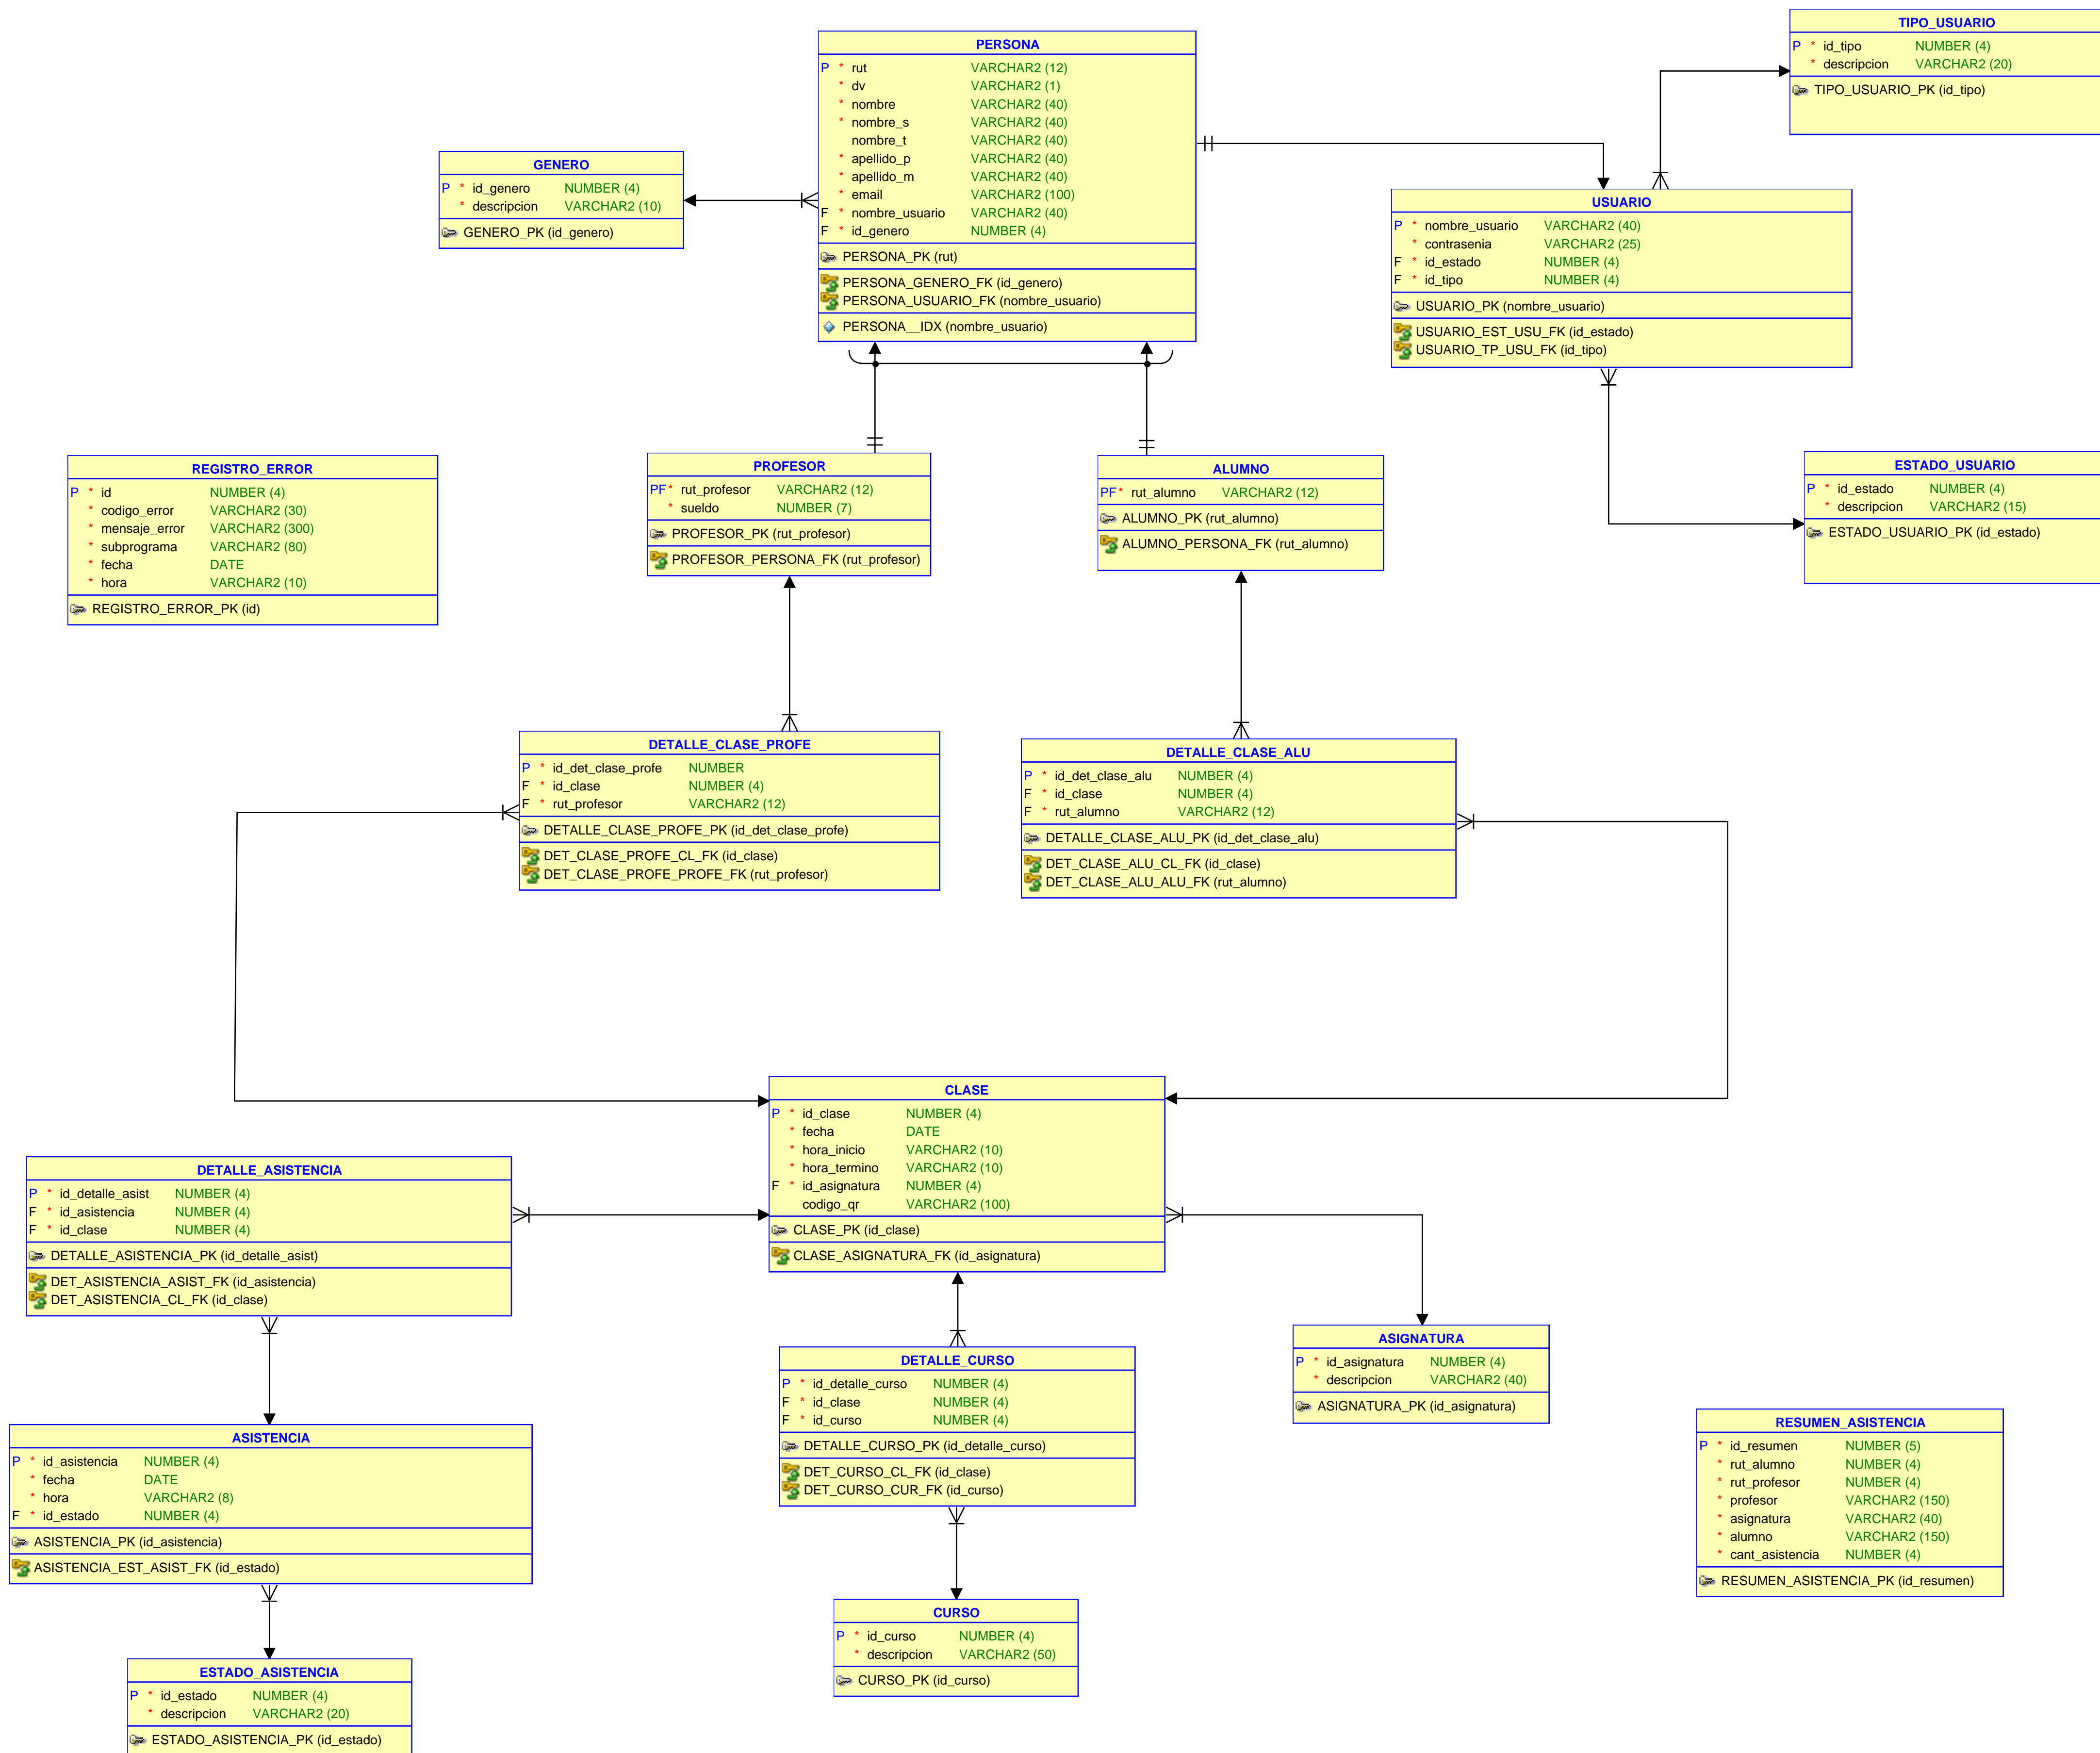 TIPO_USUARIO
P * id_tipo NUMBER (4)
* descripcion VARCHAR2 (20)
TIPO_USUARIO_PK (id_tipo)
PERSONA
P * rut VARCHAR2 (12)
* dv VARCHAR2 (1)
* nombre VARCHAR2 (40)
* nombre_s VARCHAR2 (40)
nombre_t VARCHAR2 (40)
* apellido_p VARCHAR2 (40)
* apellido_m VARCHAR2 (40)
* email VARCHAR2 (100)
F * nombre_usuario VARCHAR2 (40)
F * id_genero NUMBER (4)
PERSONA_PK (rut)
PERSONA_GENERO_FK (id_genero)
PERSONA_USUARIO_FK (nombre_usuario)
PERSONA__IDX (nombre_usuario)
GENERO
P * id_genero NUMBER (4)
* descripcion VARCHAR2 (10)
GENERO_PK (id_genero)
USUARIO
P * nombre_usuario VARCHAR2 (40)
* contrasenia VARCHAR2 (25)
F * id_estado NUMBER (4)
F * id_tipo NUMBER (4)
USUARIO_PK (nombre_usuario)
USUARIO_EST_USU_FK (id_estado)
USUARIO_TP_USU_FK (id_tipo)
REGISTRO_ERROR
P * id NUMBER (4)
* codigo_error VARCHAR2 (30)
* mensaje_error VARCHAR2 (300)
* subprograma VARCHAR2 (80)
* fecha DATE
* hora VARCHAR2 (10)
REGISTRO_ERROR_PK (id)
PROFESOR
PF* rut_profesor VARCHAR2 (12)
* sueldo NUMBER (7)
PROFESOR_PK (rut_profesor)
PROFESOR_PERSONA_FK (rut_profesor)
ALUMNO
PF* rut_alumno VARCHAR2 (12)
ALUMNO_PK (rut_alumno)
ALUMNO_PERSONA_FK (rut_alumno)
ESTADO_USUARIO
P * id_estado NUMBER (4)
* descripcion VARCHAR2 (15)
ESTADO_USUARIO_PK (id_estado)
DETALLE_CLASE_PROFE
P * id_det_clase_profe NUMBER
F * id_clase NUMBER (4)
F * rut_profesor VARCHAR2 (12)
DETALLE_CLASE_PROFE_PK (id_det_clase_profe)
DET_CLASE_PROFE_CL_FK (id_clase)
DET_CLASE_PROFE_PROFE_FK (rut_profesor)
DETALLE_CLASE_ALU
P * id_det_clase_alu NUMBER (4)
F * id_clase NUMBER (4)
F * rut_alumno VARCHAR2 (12)
DETALLE_CLASE_ALU_PK (id_det_clase_alu)
DET_CLASE_ALU_CL_FK (id_clase)
DET_CLASE_ALU_ALU_FK (rut_alumno)
CLASE
P * id_clase NUMBER (4)
* fecha DATE
* hora_inicio VARCHAR2 (10)
* hora_termino VARCHAR2 (10)
F * id_asignatura NUMBER (4)
codigo_qr VARCHAR2 (100)
CLASE_PK (id_clase)
CLASE_ASIGNATURA_FK (id_asignatura)
DETALLE_ASISTENCIA
P * id_detalle_asist NUMBER (4)
F * id_asistencia NUMBER (4)
F * id_clase NUMBER (4)
DETALLE_ASISTENCIA_PK (id_detalle_asist)
DET_ASISTENCIA_ASIST_FK (id_asistencia)
DET_ASISTENCIA_CL_FK (id_clase)
ASIGNATURA
P * id_asignatura NUMBER (4)
* descripcion VARCHAR2 (40)
ASIGNATURA_PK (id_asignatura)
DETALLE_CURSO
P * id_detalle_curso NUMBER (4)
F * id_clase NUMBER (4)
F * id_curso NUMBER (4)
DETALLE_CURSO_PK (id_detalle_curso)
DET_CURSO_CL_FK (id_clase)
DET_CURSO_CUR_FK (id_curso)
RESUMEN_ASISTENCIA
P * id_resumen NUMBER (5)
* rut_alumno NUMBER (4)
* rut_profesor NUMBER (4)
* profesor VARCHAR2 (150)
* asignatura VARCHAR2 (40)
* alumno VARCHAR2 (150)
* cant_asistencia NUMBER (4)
RESUMEN_ASISTENCIA_PK (id_resumen)
ASISTENCIA
P * id_asistencia NUMBER (4)
* fecha DATE
* hora VARCHAR2 (8)
F * id_estado NUMBER (4)
ASISTENCIA_PK (id_asistencia)
ASISTENCIA_EST_ASIST_FK (id_estado)
CURSO
P * id_curso NUMBER (4)
* descripcion VARCHAR2 (50)
CURSO_PK (id_curso)
ESTADO_ASISTENCIA
P * id_estado NUMBER (4)
* descripcion VARCHAR2 (20)
ESTADO_ASISTENCIA_PK (id_estado)